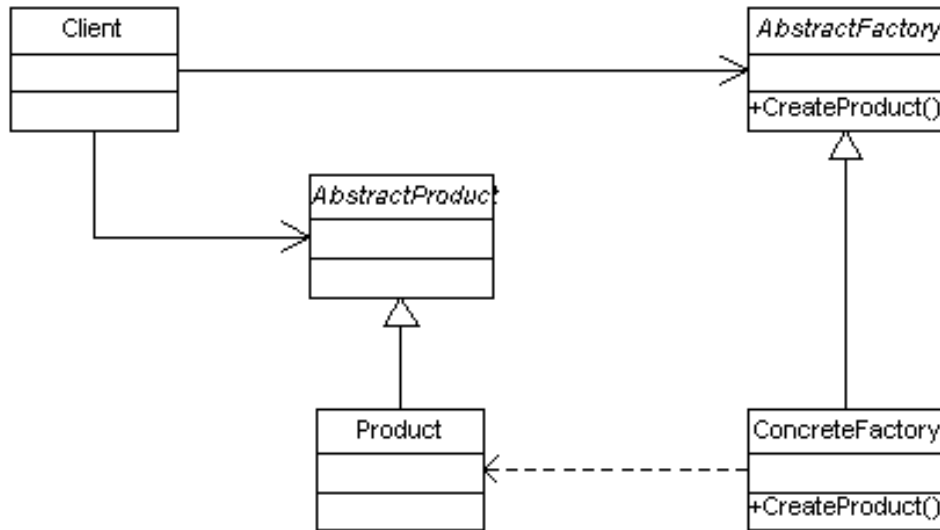 Client
AbstractFactory
+CreateProduct()
AbstractProduct
Product
ConcreteFactory
+CreateProduct()